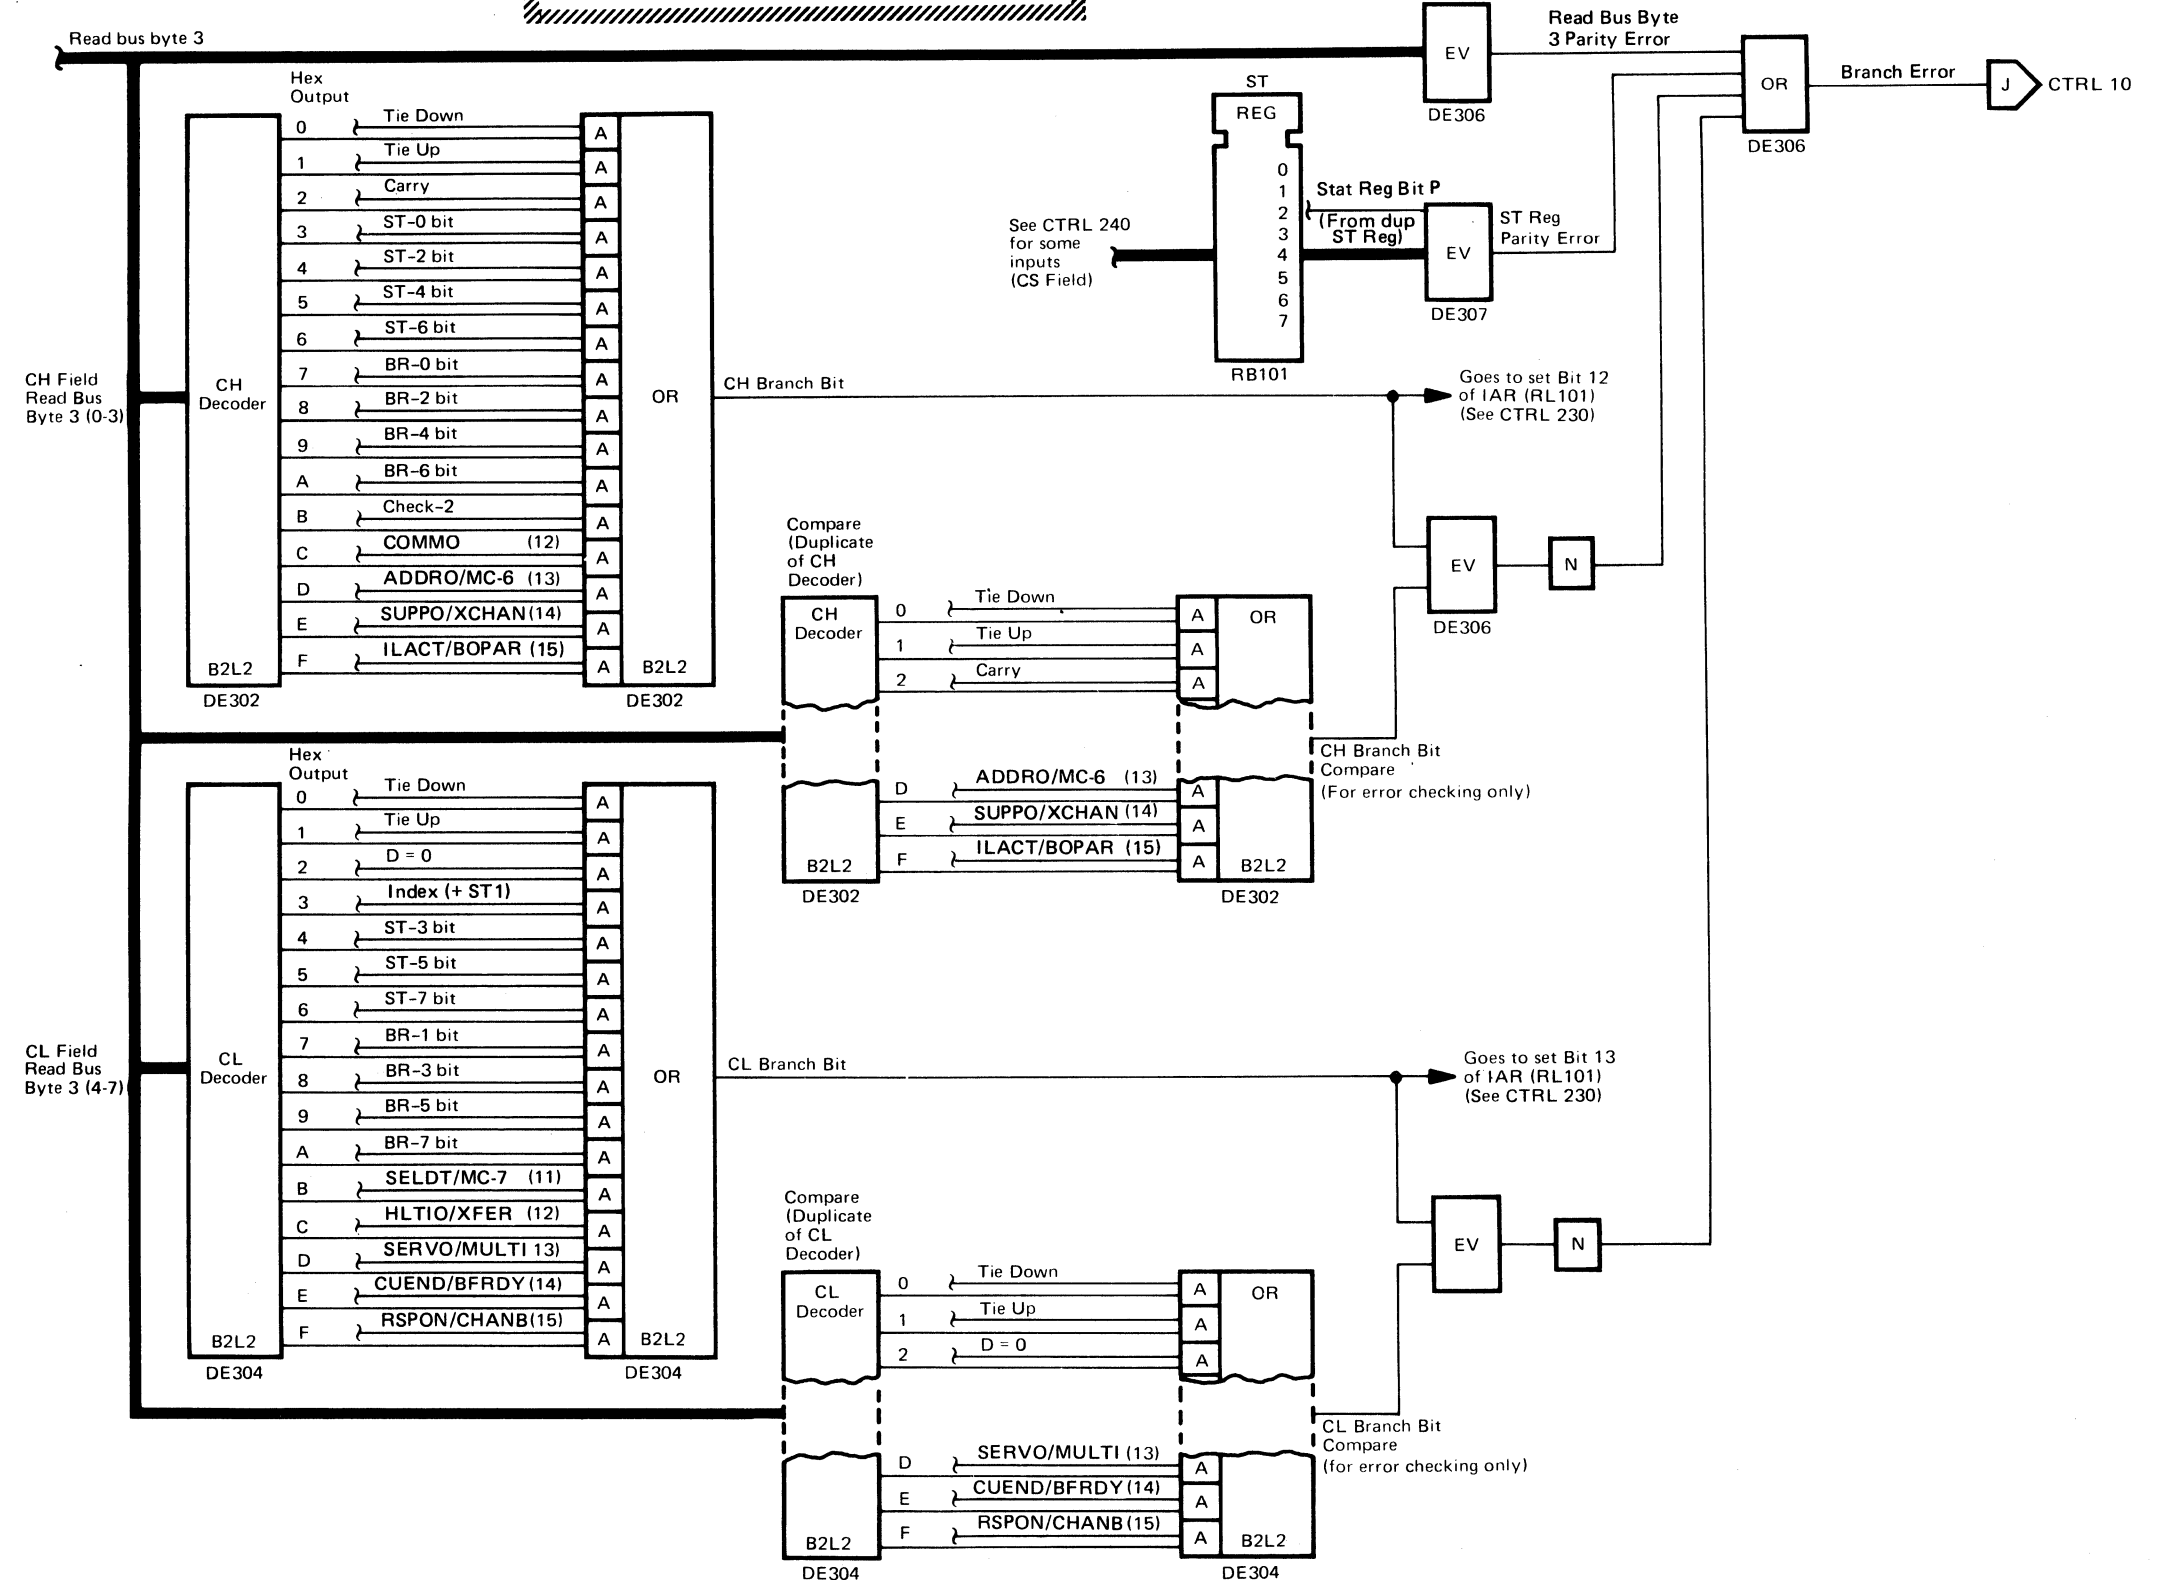 Read bus byte 3
EV
DE306
Read Bus Byte
3 Parity Error
OR
DE306
Branch Error
J
CTRL 10
ST
REG
0
1
2
3
4
5
6
7
RB101
See CTRL 240
for some
inputs
(CS Field)
Stat Reg Bit P
(From dup
ST Reg)
EV
DE307
ST Reg
Parity Error
Hex
Output
CH Field
Read Bus
Byte 3 (0-3)
CH
Decoder
B2L2
DE302
0 Tie Down A
1 Tie Up A
2 Carry A
3 ST-0 bit A
4 ST-2 bit A
5 ST-4 bit A
6 ST-6 bit A
7 BR-0 bit A
8 BR-2 bit A
9 BR-4 bit A
A BR-6 bit A
B Check-2 A
C COMMO (12) A
D ADDRO/MC-6 (13) A
E SUPPO/XCHAN (14) A
F ILACT/BOPAR (15) A
OR
B2L2
DE302
CH Branch Bit
Goes to set Bit 12
of IAR (RL101)
(See CTRL 230)
EV
DE306
N
Compare
(Duplicate
of CH
Decoder)
CH
Decoder
0 Tie Down A
1 Tie Up A
2 Carry A
OR
D ADDRO/MC-6 (13) A
E SUPPO/XCHAN (14) A
F ILACT/BOPAR (15) A
B2L2
DE302
B2L2
DE302
CH Branch Bit
Compare
(For error checking only)
Hex
Output
CL Field
Read Bus
Byte 3 (4-7)
CL
Decoder
B2L2
DE304
0 Tie Down A
1 Tie Up A
2 D = 0 A
3 Index (+ ST1) A
4 ST-3 bit A
5 ST-5 bit A
6 ST-7 bit A
7 BR-1 bit A
8 BR-3 bit A
9 BR-5 bit A
A BR-7 bit A
B SELDT/MC-7 (11) A
C HLTIO/XFER (12) A
D SERVO/MULTI 13) A
E CUEND/BFRDY (14) A
F RSPON/CHANB (15) A
OR
B2L2
DE304
CL Branch Bit
Goes to set Bit 13
of IAR (RL101)
(See CTRL 230)
EV
N
Compare
(Duplicate
of CL
Decoder)
CL
Decoder
0 Tie Down A
1 Tie Up A
2 D = 0 A
OR
D SERVO/MULTI (13) A
E CUEND/BFRDY (14) A
F RSPON/CHANB (15) A
B2L2
DE304
B2L2
DE304
CL Branch Bit
Compare
(for error checking only)